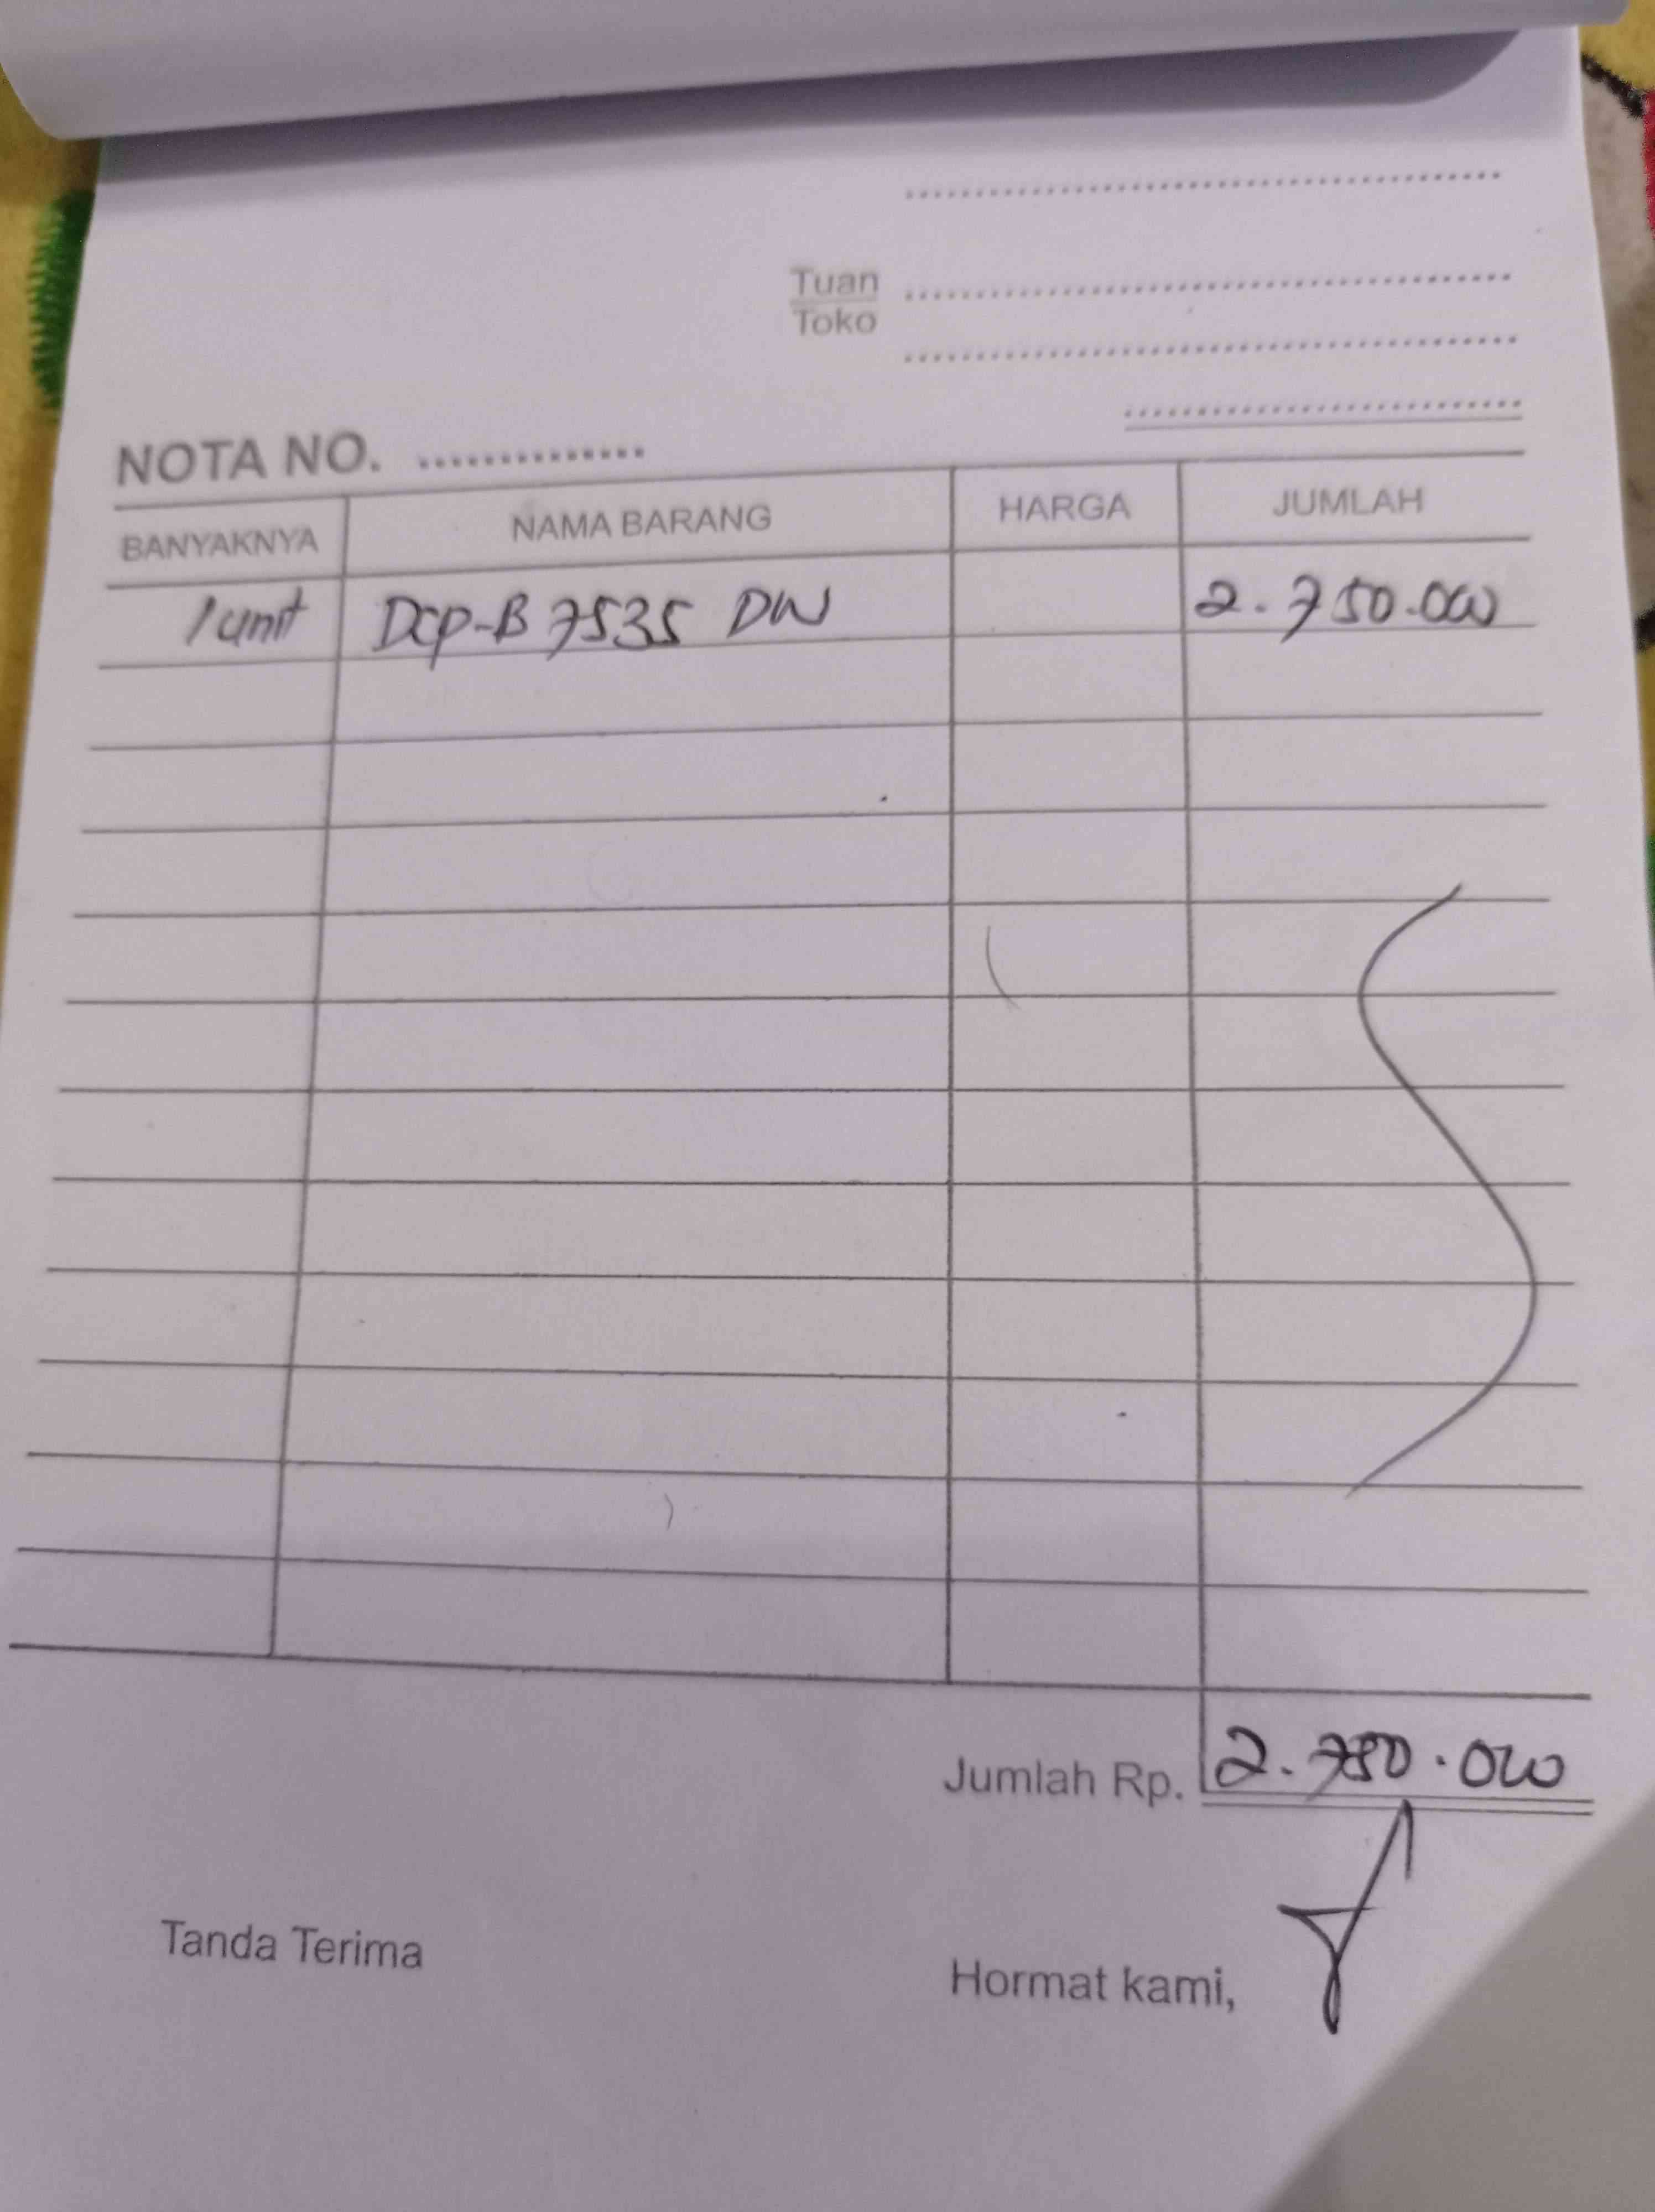 Tuan
Toko
NOTA NO. ..............
BANYAKNYA NAMA BARANG HARGA JUMLAH
1 unit DCP-B 7535 DW 2.750.000
Jumlah Rp. 2.750.000
Tanda Terima Hormat kami,